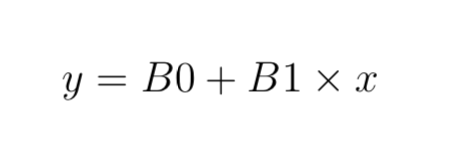 y = B0 + B1 × x